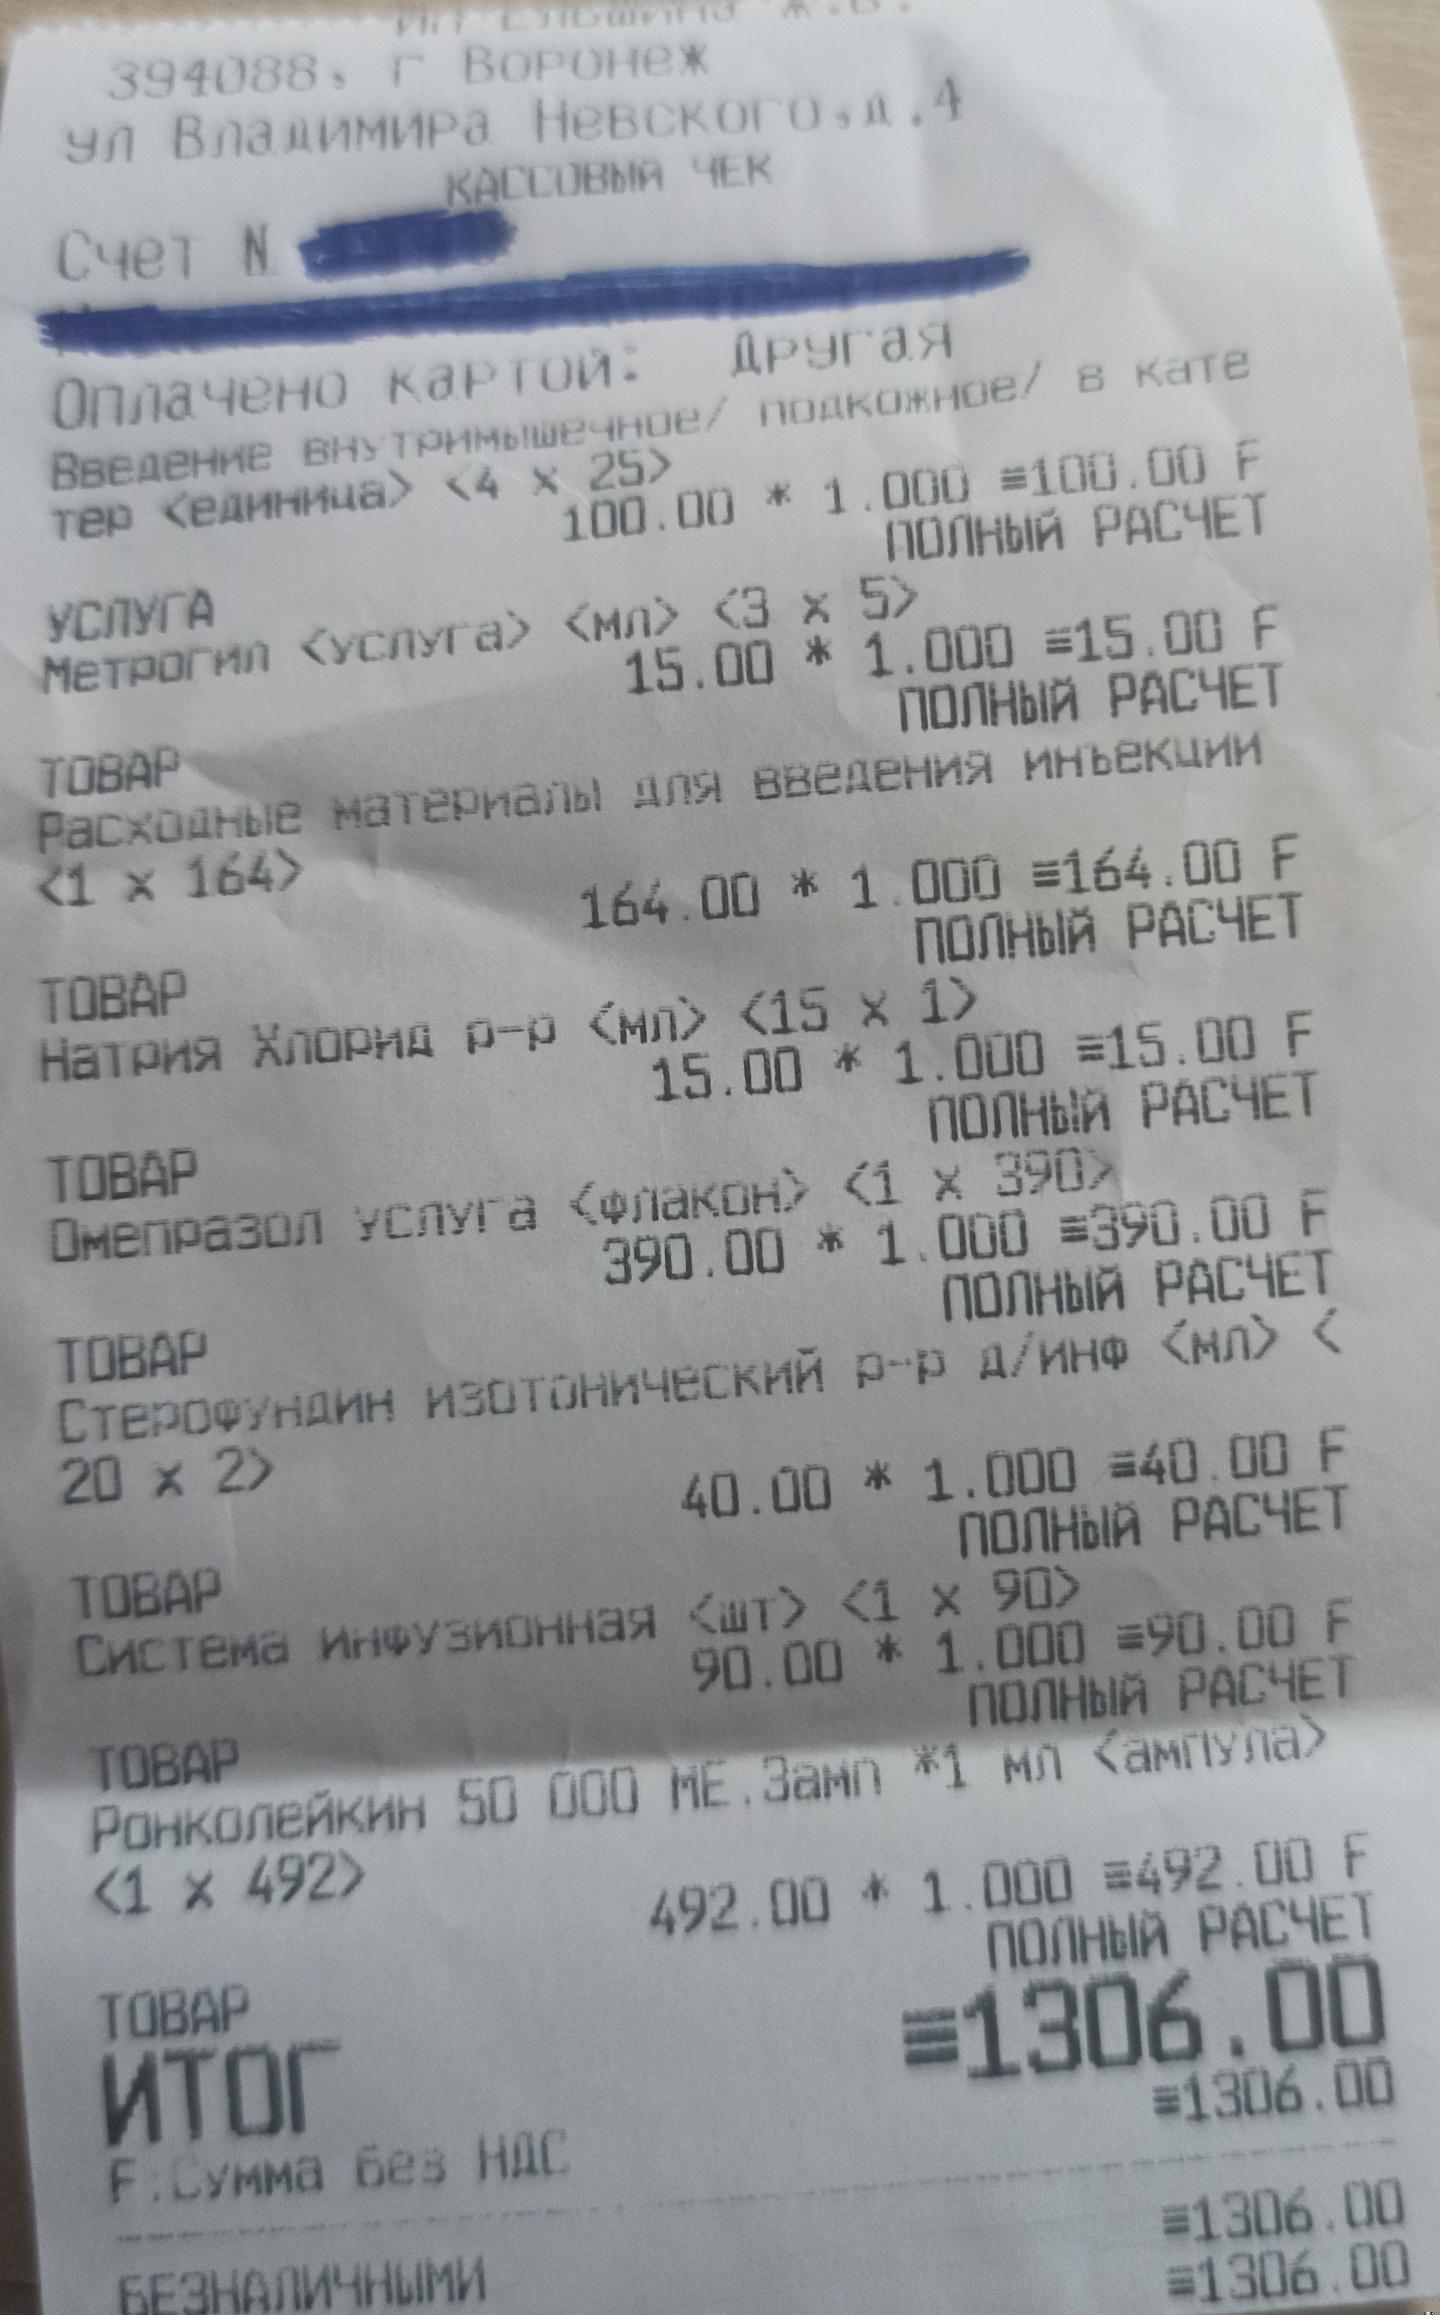 394088, г Воронеж
ул Владимира Невского,д.4
КАССОВЫЙ ЧЕК
Счет N
Оплачено картой: Другая
Введение внутримышечное/ подкожное/ в кате
тер <единица> <4 x 25>
100.00 * 1.000 ≡100.00 F
ПОЛНЫЙ РАСЧЕТ
УСЛУГА
Метрогил <услуга> <мл> <3 x 5>
15.00 * 1.000 ≡15.00 F
ПОЛНЫЙ РАСЧЕТ
ТОВАР
Расходные материалы для введения инъекции
<1 x 164>
164.00 * 1.000 ≡164.00 F
ПОЛНЫЙ РАСЧЕТ
ТОВАР
Натрия Хлорид р-р <мл> <15 x 1>
15.00 * 1.000 ≡15.00 F
ПОЛНЫЙ РАСЧЕТ
ТОВАР
Омепразол услуга <флакон> <1 x 390>
390.00 * 1.000 ≡390.00 F
ПОЛНЫЙ РАСЧЕТ
ТОВАР
Стерофундин изотонический р-р д/инф <мл> <
20 x 2>
40.00 * 1.000 ≡40.00 F
ПОЛНЫЙ РАСЧЕТ
ТОВАР
Система инфузионная <шт> <1 x 90>
90.00 * 1.000 ≡90.00 F
ПОЛНЫЙ РАСЧЕТ
ТОВАР
Ронколейкин 50 000 МЕ.3амп *1 мл <ампула>
<1 x 492>
492.00 * 1.000 ≡492.00 F
ПОЛНЫЙ РАСЧЕТ
ТОВАР
ИТОГ ≡1306.00
F:Сумма без НДС ≡1306.00
≡1306.00
БЕЗНАЛИЧНЫМИ ≡1306.00